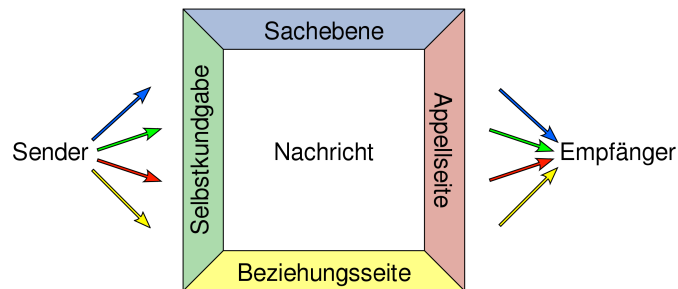 Sachebene
Sender
Selbstkundgabe
Nachricht
Appellseite
Empfänger
Beziehungsseite